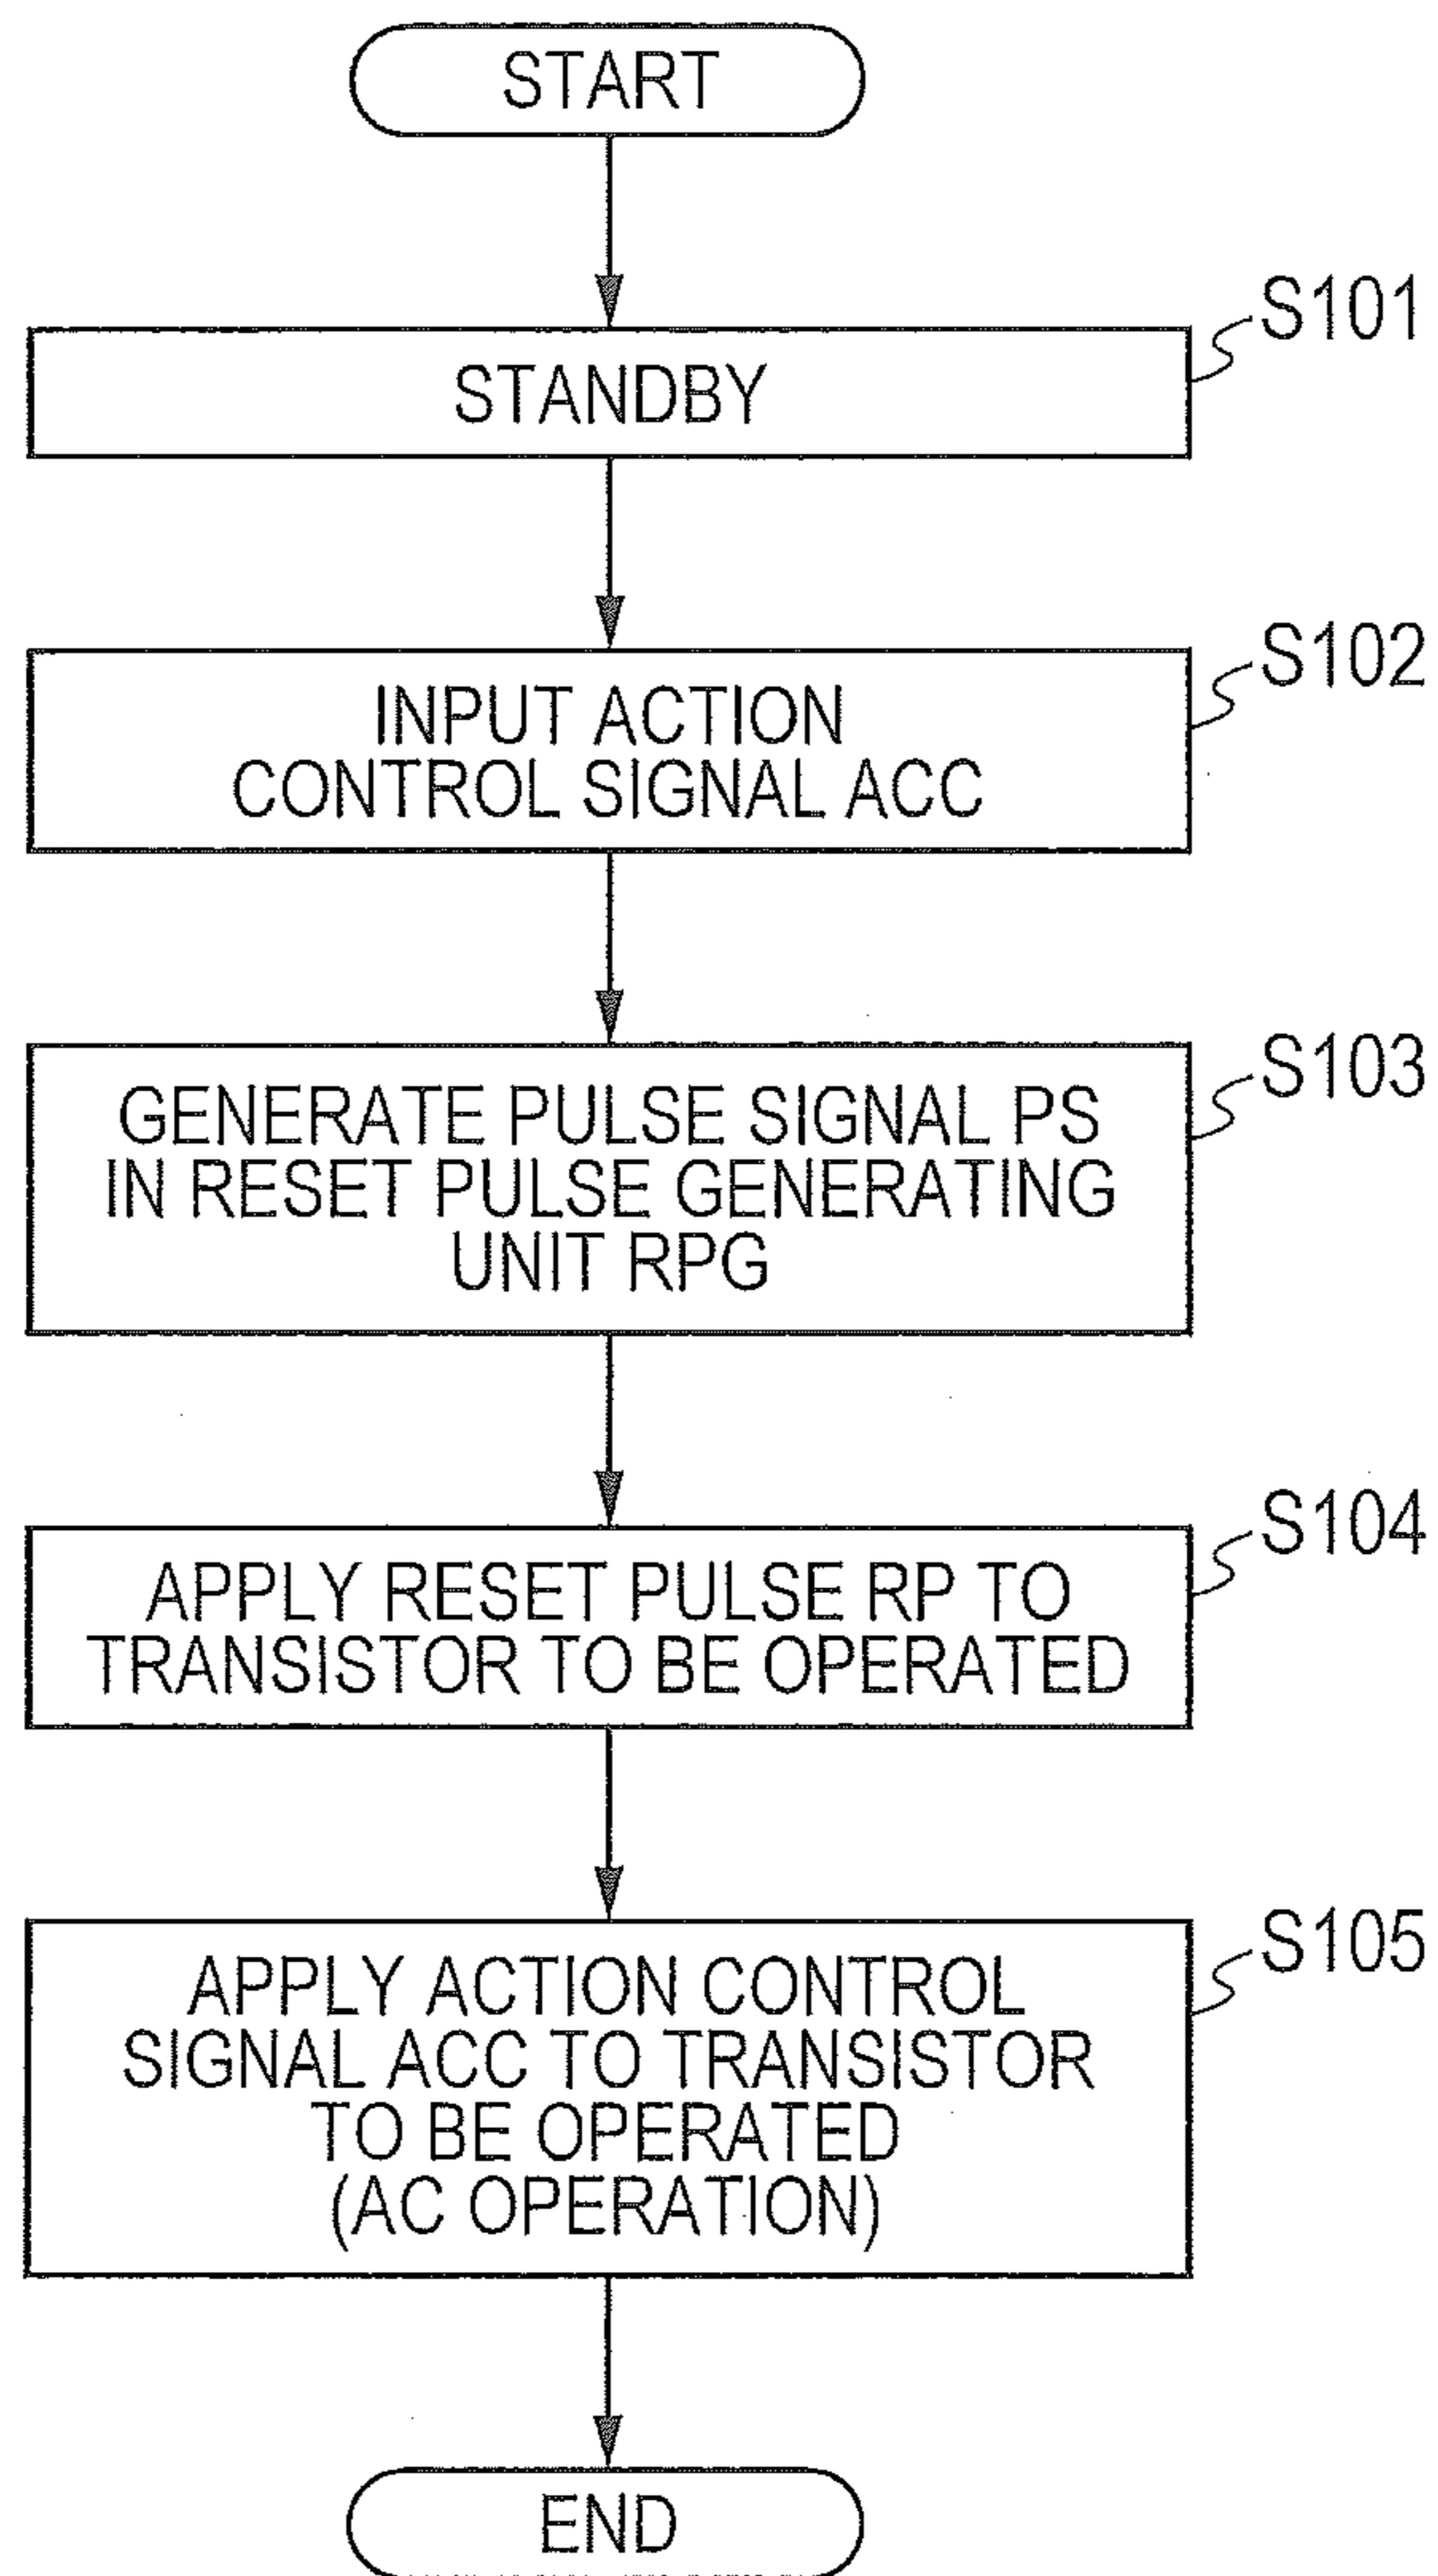 START
S101
STANDBY
S102
INPUT ACTION
CONTROL SIGNAL ACC
S103
GENERATE PULSE SIGNAL PS
IN RESET PULSE GENERATING
UNIT RPG
S104
APPLY RESET PULSE RP TO
TRANSISTOR TO BE OPERATED
S105
APPLY ACTION CONTROL
SIGNAL ACC TO TRANSISTOR
TO BE OPERATED
(AC OPERATION)
END